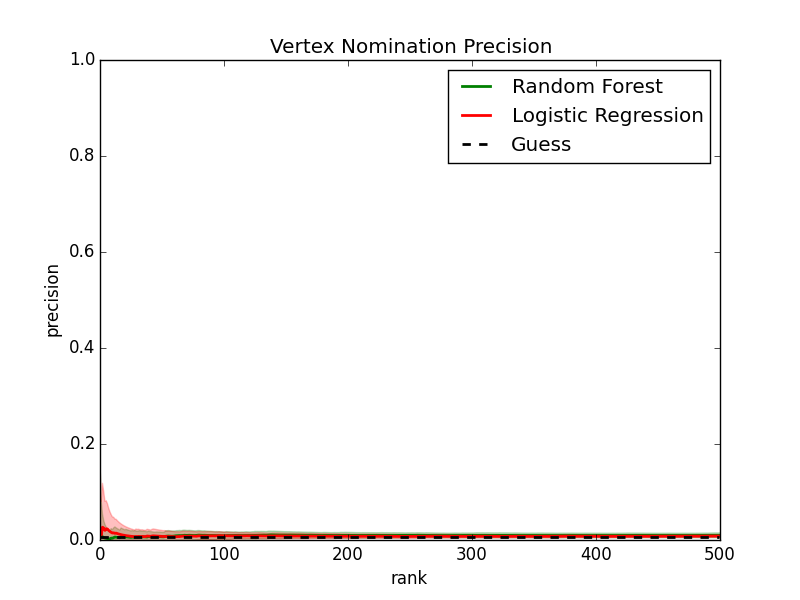 Vertex Nomination Precision
1.0
0.8
0.6
0.4
0.2
0.0
precision
Random Forest
Logistic Regression
Guess
0 100 200 300 400 500
rank